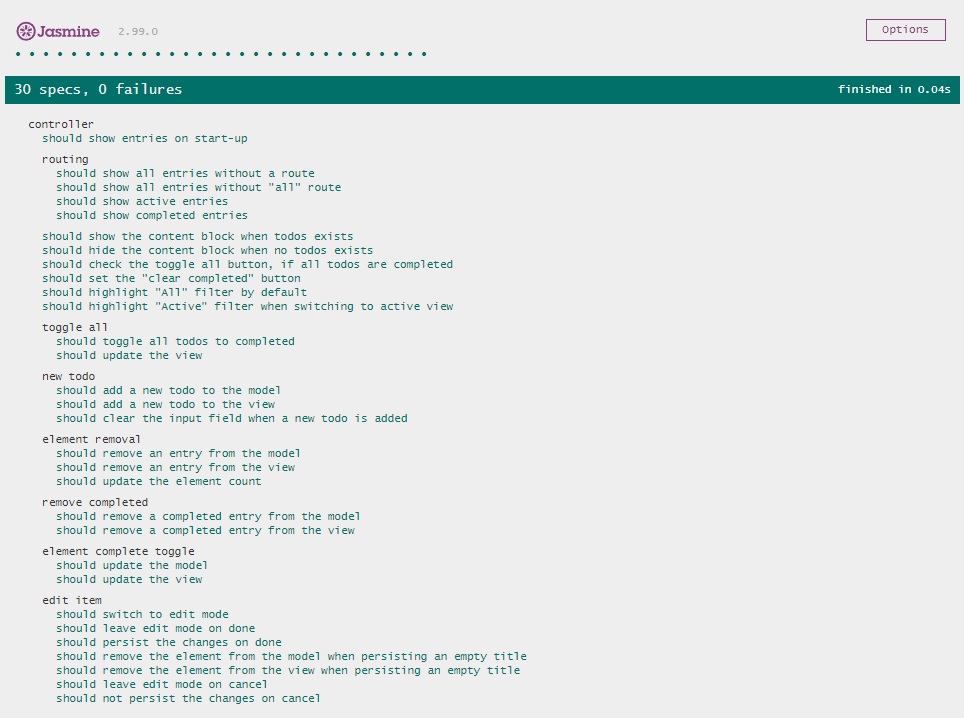 Jasmine 2.99.0 Options
30 specs, 0 failures finished in 0.04s
controller
should show entries on start-up
routing
should show all entries without a route
should show all entries without "all" route
should show active entries
should show completed entries
should show the content block when todos exists
should hide the content block when no todos exists
should check the toggle all button, if all todos are completed
should set the "clear completed" button
should highlight "All" filter by default
should highlight "Active" filter when switching to active view
toggle all
should toggle all todos to completed
should update the view
new todo
should add a new todo to the model
should add a new todo to the view
should clear the input field when a new todo is added
element removal
should remove an entry from the model
should remove an entry from the view
should update the element count
remove completed
should remove a completed entry from the model
should remove a completed entry from the view
element complete toggle
should update the model
should update the view
edit item
should switch to edit mode
should leave edit mode on done
should persist the changes on done
should remove the element from the model when persisting an empty title
should remove the element from the view when persisting an empty title
should leave edit mode on cancel
should not persist the changes on cancel